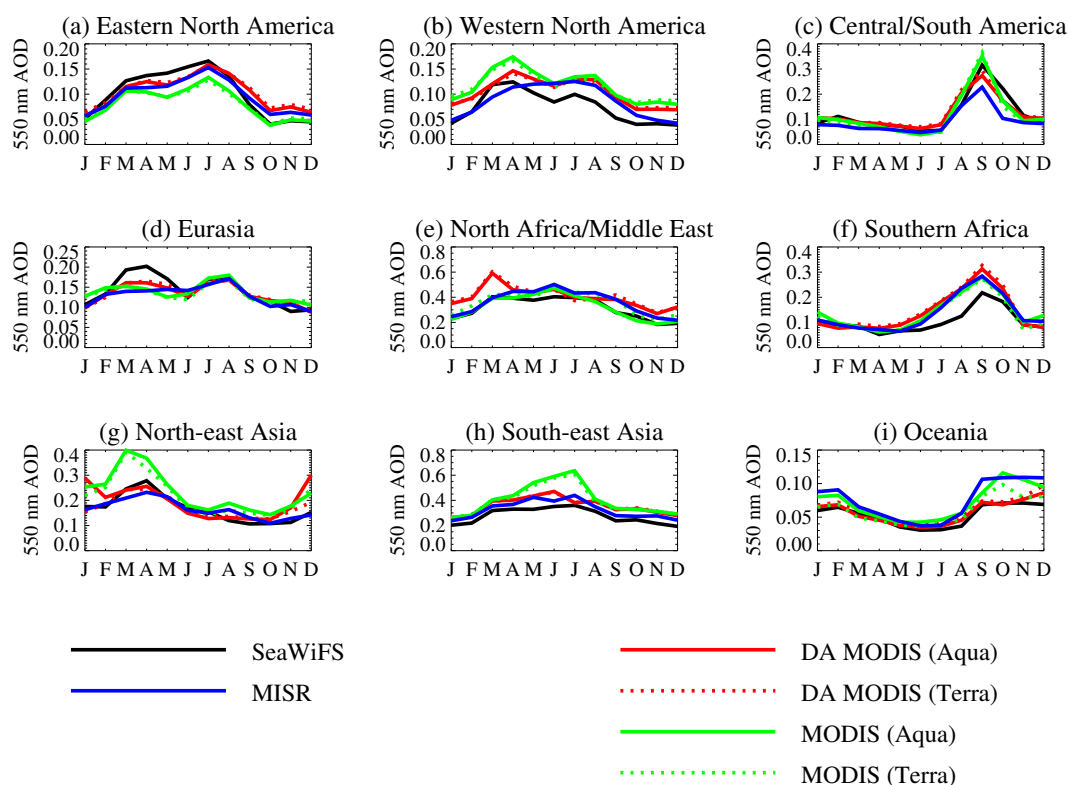 (a) Eastern North America
550 nm AOD
0.20
0.15
0.10
0.05
0.00
J F M A M J J A S O N D
(b) Western North America
550 nm AOD
0.20
0.15
0.10
0.05
0.00
J F M A M J J A S O N D
(c) Central/South America
550 nm AOD
0.4
0.3
0.2
0.1
0.0
J F M A M J J A S O N D
(d) Eurasia
550 nm AOD
0.25
0.20
0.15
0.10
0.05
0.00
J F M A M J J A S O N D
(e) North Africa/Middle East
550 nm AOD
0.8
0.6
0.4
0.2
0.0
J F M A M J J A S O N D
(f) Southern Africa
550 nm AOD
0.4
0.3
0.2
0.1
0.0
J F M A M J J A S O N D
(g) North-east Asia
550 nm AOD
0.4
0.3
0.2
0.1
0.0
J F M A M J J A S O N D
(h) South-east Asia
550 nm AOD
0.8
0.6
0.4
0.2
0.0
J F M A M J J A S O N D
(i) Oceania
550 nm AOD
0.15
0.10
0.05
0.00
J F M A M J J A S O N D
SeaWiFS
MISR
DA MODIS (Aqua)
DA MODIS (Terra)
MODIS (Aqua)
MODIS (Terra)